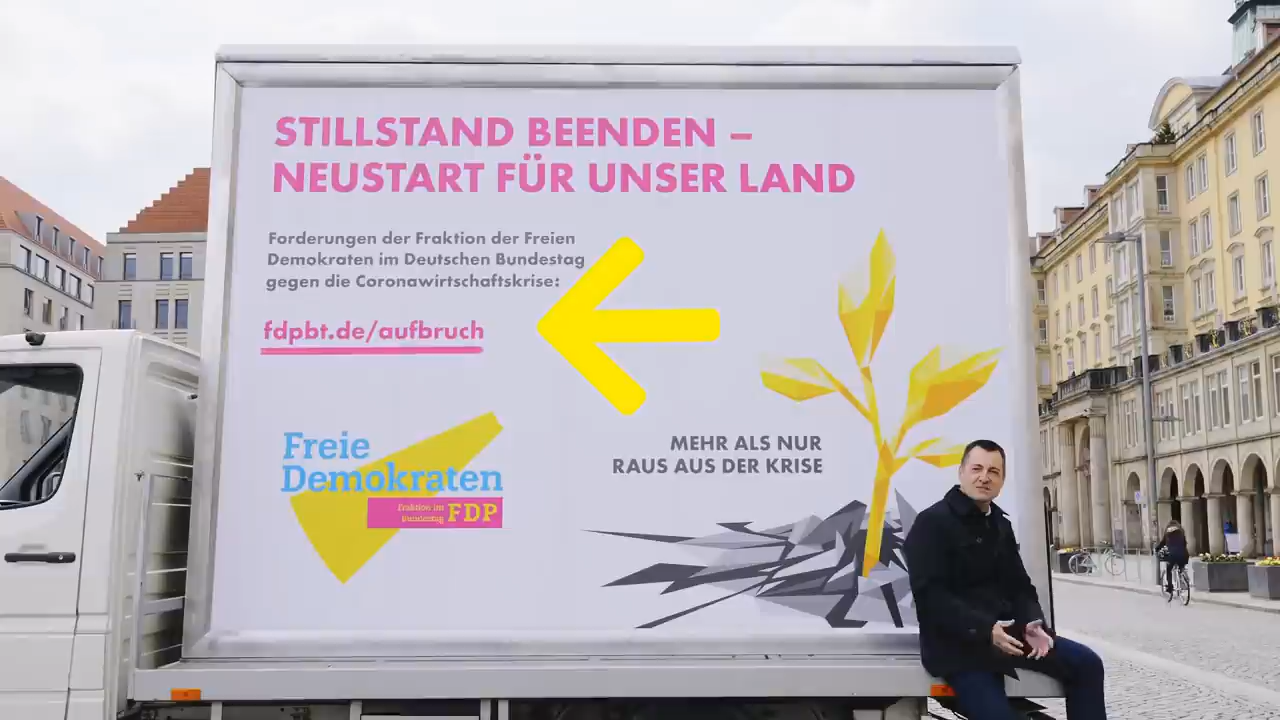 STILLSTAND BEENDEN –
NEUSTART FÜR UNSER LAND
Forderungen der Fraktion der Freien
Demokraten im Deutschen Bundestag
gegen die Coronawirtschaftskrise:
fdpbt.de/aufbruch
MEHR ALS NUR
RAUS AUS DER KRISE
Freie
Demokraten
Fraktion im
Bundestag FDP